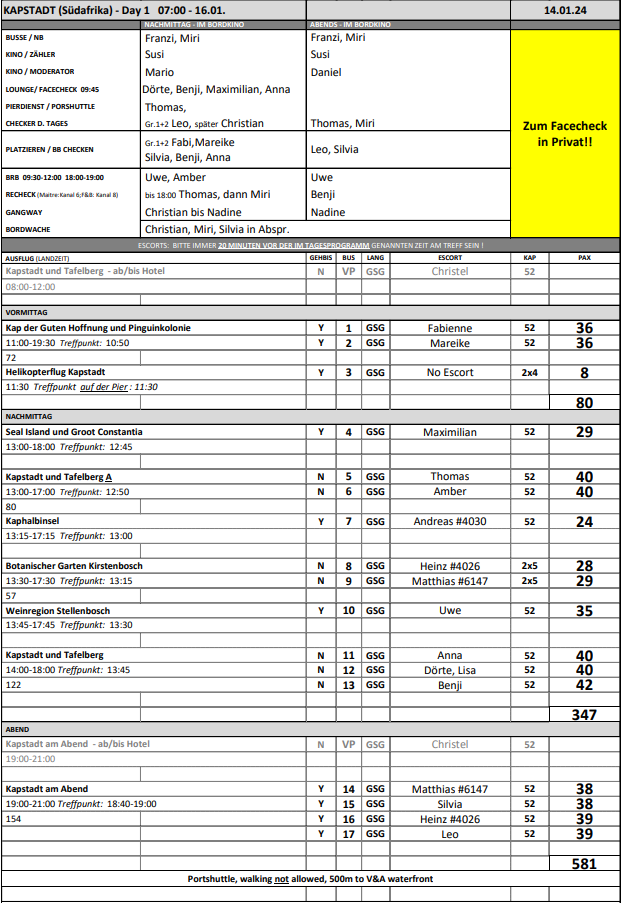 KAPSTADT (Südafrika) - Day 1 07:00 - 16.01. 14.01.24
NACHMITTAG - IM BORDKINO ABENDS - IM BORDKINO
BUSSE / NB Franzi, Miri Franzi, Miri
KINO / ZÄHLER Susi Susi
KINO / MODERATOR Mario Daniel
LOUNGE/ FACECHECK 09:45 Dörte, Benji, Maximilian, Anna
PIERDIENST / PORSHUTTLE Thomas,
CHECKER D. TAGES Gr.1+2 Leo, später Christian Thomas, Miri
Zum Facecheck
in Privat!!
PLATZIEREN / BB CHECKEN Gr.1+2 Fabi,Mareike Leo, Silvia
Silvia, Benji, Anna
BRB 09:30-12:00 18:00-19:00 Uwe, Amber Uwe
RECHECK (Maitre:Kanal 6;F&B: Kanal 8) bis 18:00 Thomas, dann Miri Benji
GANGWAY Christian bis Nadine Nadine
BORDWACHE Christian, Miri, Silvia in Abspr.
ESCORTS: BITTE IMMER 20 MINUTEN VOR DER IM TAGESPROGRAMM GENANNTEN ZEIT AM TREFF SEIN !
AUSFLUG (LANDZEIT) GEHBIS BUS LANG ESCORT KAP PAX
Kapstadt und Tafelberg - ab/bis Hotel N VP GSG Christel 52
08:00-12:00
VORMITTAG
Kap der Guten Hoffnung und Pinguinkolonie Y 1 GSG Fabienne 52 36
11:00-19:30 Treffpunkt: 10:50 Y 2 GSG Mareike 52 36
72
Helikopterflug Kapstadt Y 3 GSG No Escort 2x4 8
11:30 Treffpunkt auf der Pier : 11:30
80
NACHMITTAG
Seal Island und Groot Constantia Y 4 GSG Maximilian 52 29
13:00-18:00 Treffpunkt: 12:45
Kapstadt und Tafelberg A N 5 GSG Thomas 52 40
13:00-17:00 Treffpunkt: 12:50 N 6 GSG Amber 52 40
80
Kaphalbinsel Y 7 GSG Andreas #4030 52 24
13:15-17:15 Treffpunkt: 13:00
Botanischer Garten Kirstenbosch N 8 GSG Heinz #4026 2x5 28
13:30-17:30 Treffpunkt: 13:15 N 9 GSG Matthias #6147 2x5 29
57
Weinregion Stellenbosch Y 10 GSG Uwe 52 35
13:45-17:45 Treffpunkt: 13:30
Kapstadt und Tafelberg N 11 GSG Anna 52 40
14:00-18:00 Treffpunkt: 13:45 N 12 GSG Dörte, Lisa 52 40
122 N 13 GSG Benji 52 42
347
ABEND
Kapstadt am Abend - ab/bis Hotel N VP GSG Christel 52
19:00-21:00
Kapstadt am Abend Y 14 GSG Matthias #6147 52 38
19:00-21:00 Treffpunkt: 18:40-19:00 Y 15 GSG Silvia 52 38
154 Y 16 GSG Heinz #4026 52 39
Y 17 GSG Leo 52 39
581
Portshuttle, walking not allowed, 500m to V&A waterfront